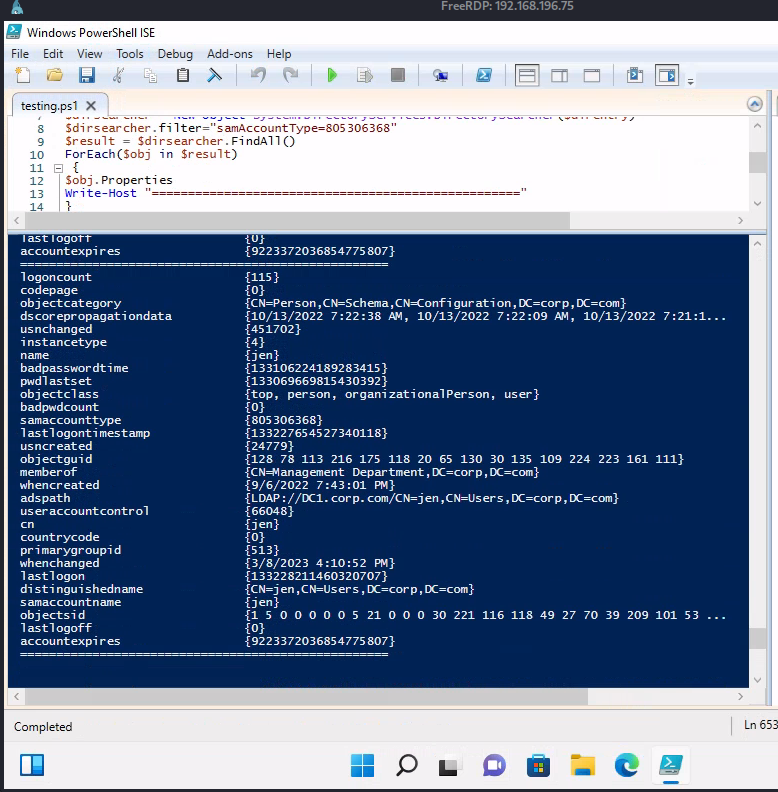 FreeRDP: 192.168.196.75
Windows PowerShell ISE
File Edit View Tools Debug Add-ons Help
testing.ps1
8 $dirsearcher.filter="samAccountType=805306368"
9 $result = $dirsearcher.FindAll()
10 ForEach($obj in $result)
11 {
12 $obj.Properties
13 Write-Host "==================================================="
14 }
lastlogoff {0}
accountexpires {9223372036854775807}
===================================================
logoncount {115}
codepage {0}
objectcategory {CN=Person,CN=Schema,CN=Configuration,DC=corp,DC=com}
dscorepropagationdata {10/13/2022 7:22:38 AM, 10/13/2022 7:22:09 AM, 10/13/2022 7:21:1...
usnchanged {451702}
instancetype {4}
name {jen}
badpasswordtime {133106224189283415}
pwdlastset {133069669815430392}
objectclass {top, person, organizationalPerson, user}
badpwdcount {0}
samaccounttype {805306368}
lastlogontimestamp {133227654527340118}
usncreated {24779}
objectguid {128 78 113 216 175 118 20 65 130 30 135 109 224 223 161 111}
memberof {CN=Management Department,DC=corp,DC=com}
whencreated {9/6/2022 7:43:01 PM}
adspath {LDAP://DC1.corp.com/CN=jen,CN=Users,DC=corp,DC=com}
useraccountcontrol {66048}
cn {jen}
countrycode {0}
primarygroupid {513}
whenchanged {3/8/2023 4:10:52 PM}
lastlogon {133228211460320707}
distinguishedname {CN=jen,CN=Users,DC=corp,DC=com}
samaccountname {jen}
objectsid {1 5 0 0 0 0 0 5 21 0 0 0 30 221 116 118 49 27 70 39 209 101 53 ...
lastlogoff {0}
accountexpires {9223372036854775807}
===================================================
Completed
Ln 653